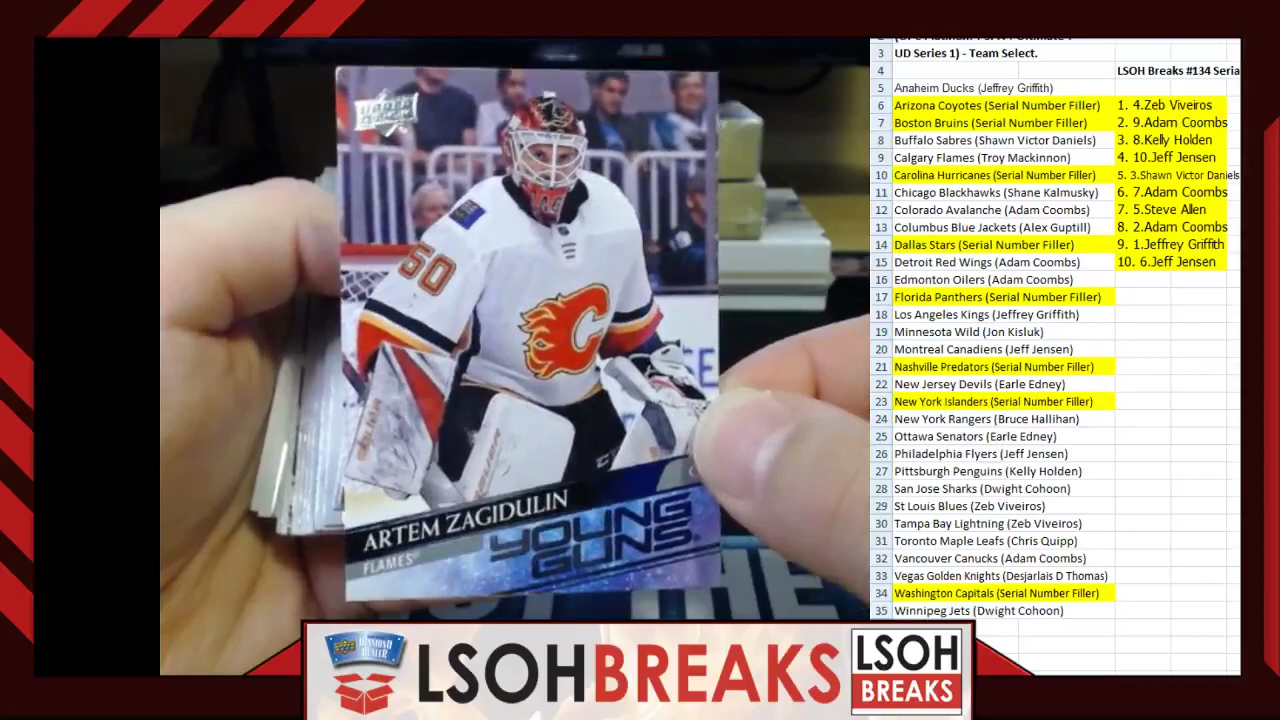 UD Series 1) - Team Select.
LSOH Breaks #134 Seria
3
4
5 Anaheim Ducks (Jeffrey Griffith)
6 Arizona Coyotes (Serial Number Filler) 1. 4.Zeb Viveiros
7 Boston Bruins (Serial Number Filler) 2. 9.Adam Coombs
8 Buffalo Sabres (Shawn Victor Daniels) 3. 8.Kelly Holden
9 Calgary Flames (Troy Mackinnon) 4. 10.Jeff Jensen
10 Carolina Hurricanes (Serial Number Filler) 5. 3.Shawn Victor Daniels
11 Chicago Blackhawks (Shane Kalmusky) 6. 7.Adam Coombs
12 Colorado Avalanche (Adam Coombs) 7. 5.Steve Allen
13 Columbus Blue Jackets (Alex Guptill) 8. 2.Adam Coombs
14 Dallas Stars (Serial Number Filler) 9. 1.Jeffrey Griffith
15 Detroit Red Wings (Adam Coombs) 10. 6.Jeff Jensen
16 Edmonton Oilers (Adam Coombs)
17 Florida Panthers (Serial Number Filler)
18 Los Angeles Kings (Jeffrey Griffith)
19 Minnesota Wild (Jon Kisluk)
20 Montreal Canadiens (Jeff Jensen)
21 Nashville Predators (Serial Number Filler)
22 New Jersey Devils (Earle Edney)
23 New York Islanders (Serial Number Filler)
24 New York Rangers (Bruce Hallihan)
25 Ottawa Senators (Earle Edney)
26 Philadelphia Flyers (Jeff Jensen)
27 Pittsburgh Penguins (Kelly Holden)
28 San Jose Sharks (Dwight Cohoon)
29 St Louis Blues (Zeb Viveiros)
30 Tampa Bay Lightning (Zeb Viveiros)
31 Toronto Maple Leafs (Chris Quipp)
32 Vancouver Canucks (Adam Coombs)
33 Vegas Golden Knights (Desjarlais D Thomas)
34 Washington Capitals (Serial Number Filler)
35 Winnipeg Jets (Dwight Cohoon)
UPPER DECK
50
C
ARTEM ZAGIDULIN
FLAMES
YOUNG
GUNS
LSOHBREAKS
LSOH
BREAKS